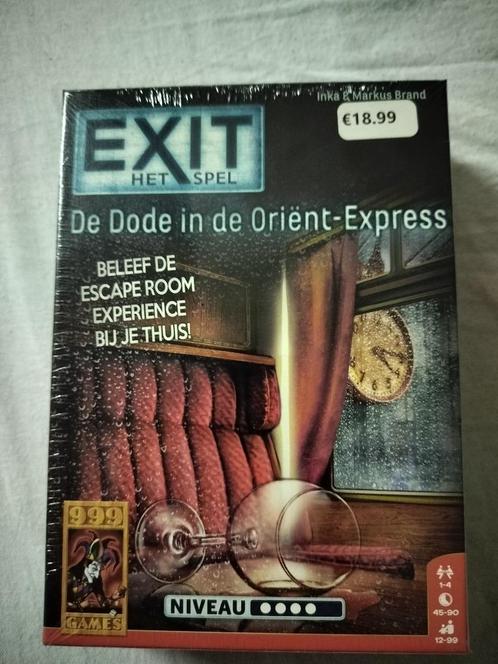 Inka & Markus Brand
€18.99
EXIT
HET SPEL
De Dode in de Oriënt-Express
BELEEF DE
ESCAPE ROOM
EXPERIENCE
BIJ JE THUIS!
999
GAMES
NIVEAU
1-4
45-90
12-99